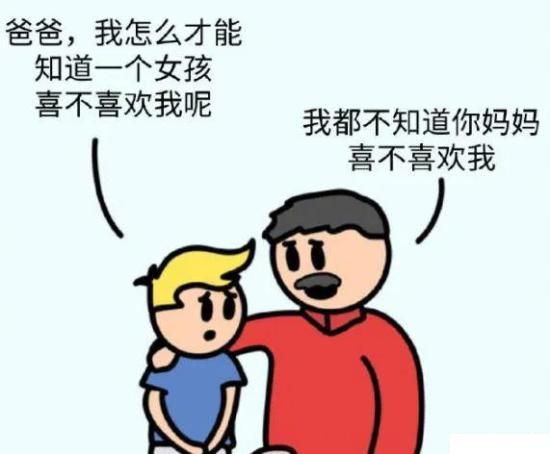 爸爸，我怎么才能
知道一个女孩
喜不喜欢我呢
我都不知道你妈妈
喜不喜欢我